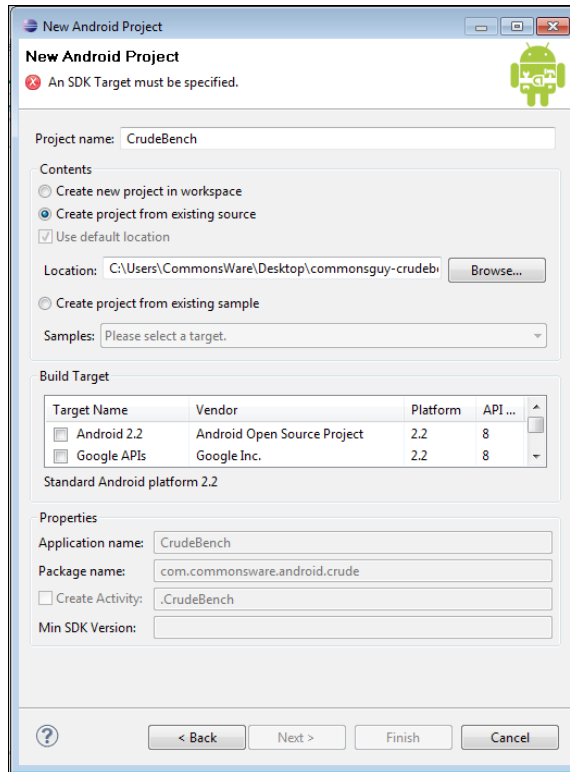 New Android Project
New Android Project
An SDK Target must be specified.
Project name: CrudeBench
Contents
Create new project in workspace
Create project from existing source
Use default location
Location: C:\Users\CommonsWare\Desktop\commonsguy-crudeb Browse...
Create project from existing sample
Samples: Please select a target.
Build Target
Target Name Vendor Platform API ...
Android 2.2 Android Open Source Project 2.2 8
Google APIs Google Inc. 2.2 8
Standard Android platform 2.2
Properties
Application name: CrudeBench
Package name: com.commonsware.android.crude
Create Activity: .CrudeBench
Min SDK Version:
? < Back Next > Finish Cancel